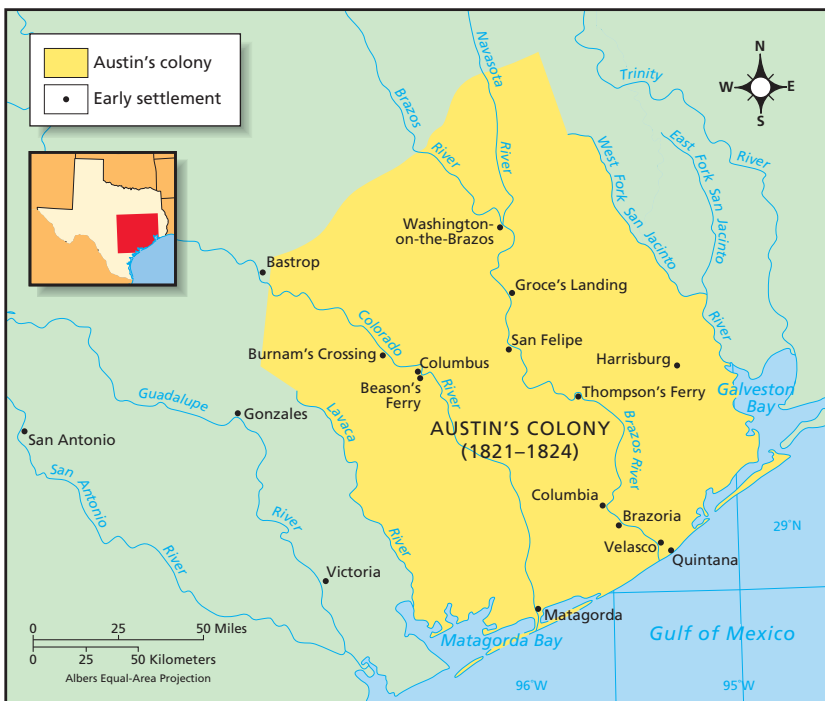 Austin's colony
Early settlement
N
W
E
S
Navasota
River
Brazos
River
Trinity
River
East Fork San Jacinto
West Fork San Jacinto
River
Washington-
on-the-Brazos
Bastrop
Groce's Landing
Colorado
River
San Felipe
Burnam's Crossing
Columbus
Beason's
Ferry
Harrisburg
Thompson's Ferry
Galveston
Bay
Guadalupe
River
Gonzales
Lavaca
River
San Antonio
San Antonio
River
AUSTIN'S COLONY
(1821–1824)
Brazos River
Columbia
Brazoria
Velasco
Quintana
29°N
Victoria
Matagorda
Matagorda Bay
Gulf of Mexico
0 25 50 Miles
0 25 50 Kilometers
Albers Equal-Area Projection
96°W
95°W